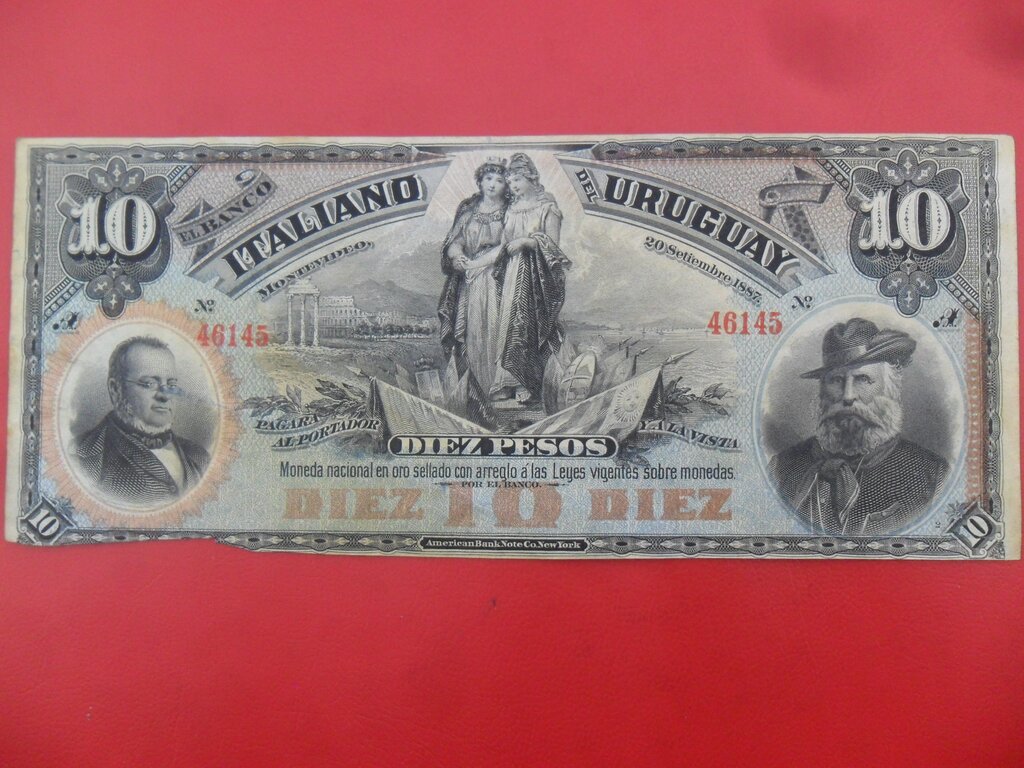 10
EL BANCO
ITALIANO DEL URUGUAY
10
MONTEVIDEO,
20 Setiembre 1887.
A
No
46145
46145
No
A
PAGARA
AL PORTADOR
DIEZ PESOS
Y A LA VISTA
Moneda nacional en oro sellado con arreglo á las Leyes vigentes sobre monedas.
POR EL BANCO.
DIEZ 10 DIEZ
10
American Bank Note Co. New York
10